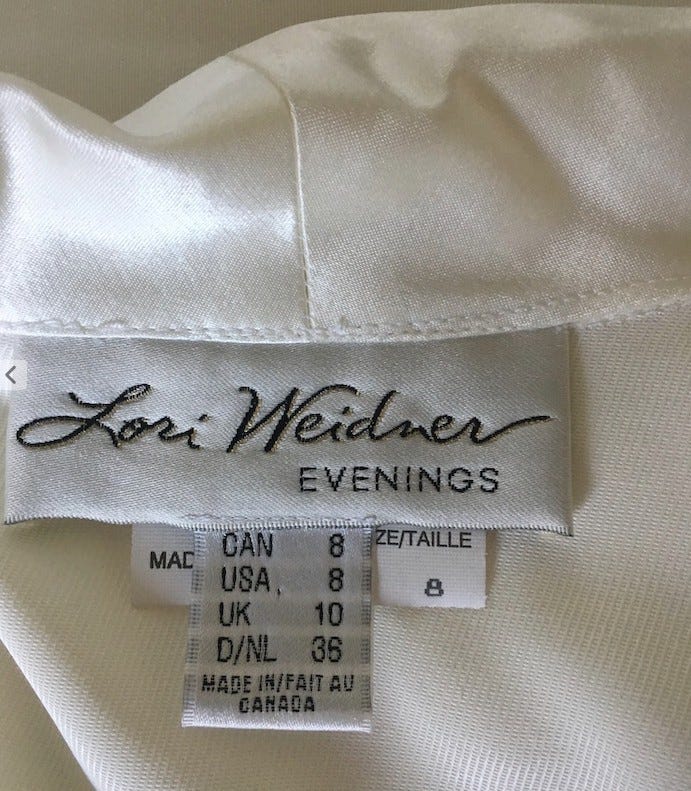 Lori Weidner
EVENINGS
MAD
ZE/TAILLE
8
CAN 8
USA 8
UK 10
D/NL 36
MADE IN/FAIT AU
CANADA